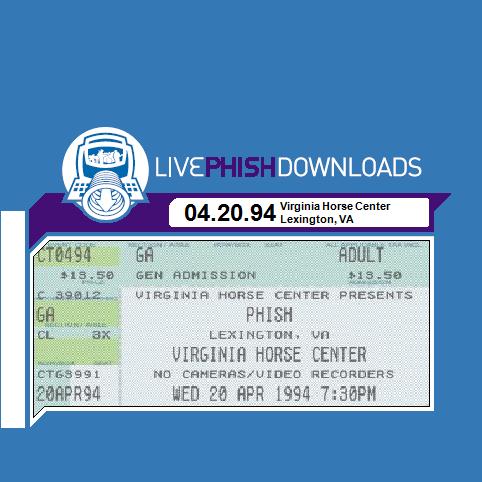 LIVEPHISHDOWNLOADS
04.20.94 Virginia Horse Center
Lexington, VA
CT0494 GA ADULT
$13.50 GEN ADMISSION $13.50
C 39012 VIRGINIA HORSE CENTER PRESENTS
GA PHISH
CL 8X LEXINGTON, VA
VIRGINIA HORSE CENTER
NO CAMERAS/VIDEO RECORDERS
20APR94 WED 20 APR 1994 7:30PM